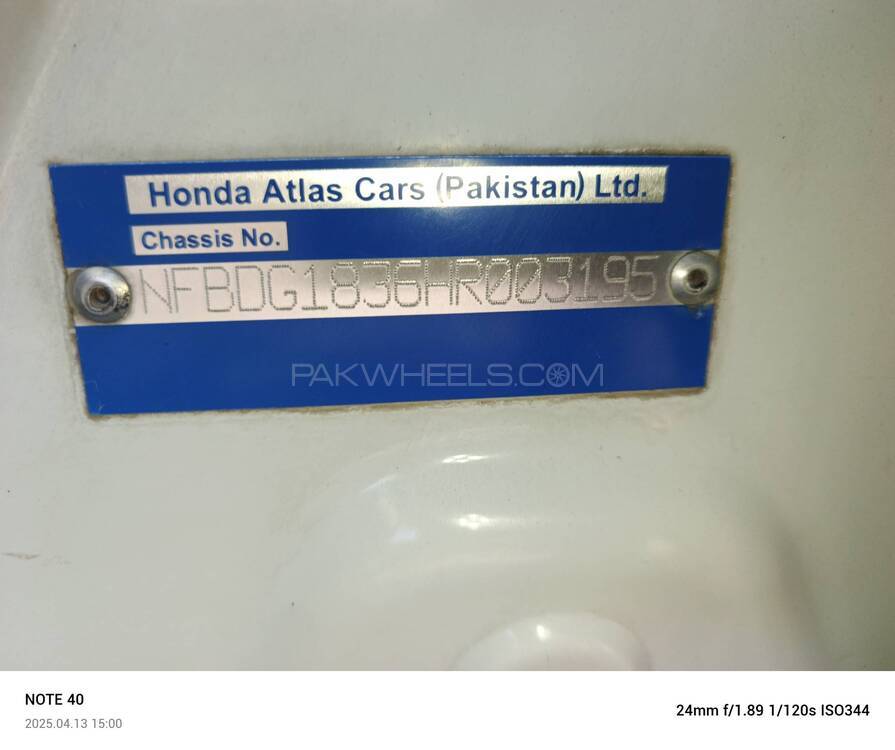 Honda Atlas Cars (Pakistan) Ltd.
Chassis No.
NFBDG1836HR003195
PAKWHEELS.COM
NOTE 40
2025.04.13 15:00
24mm f/1.89 1/120s ISO344